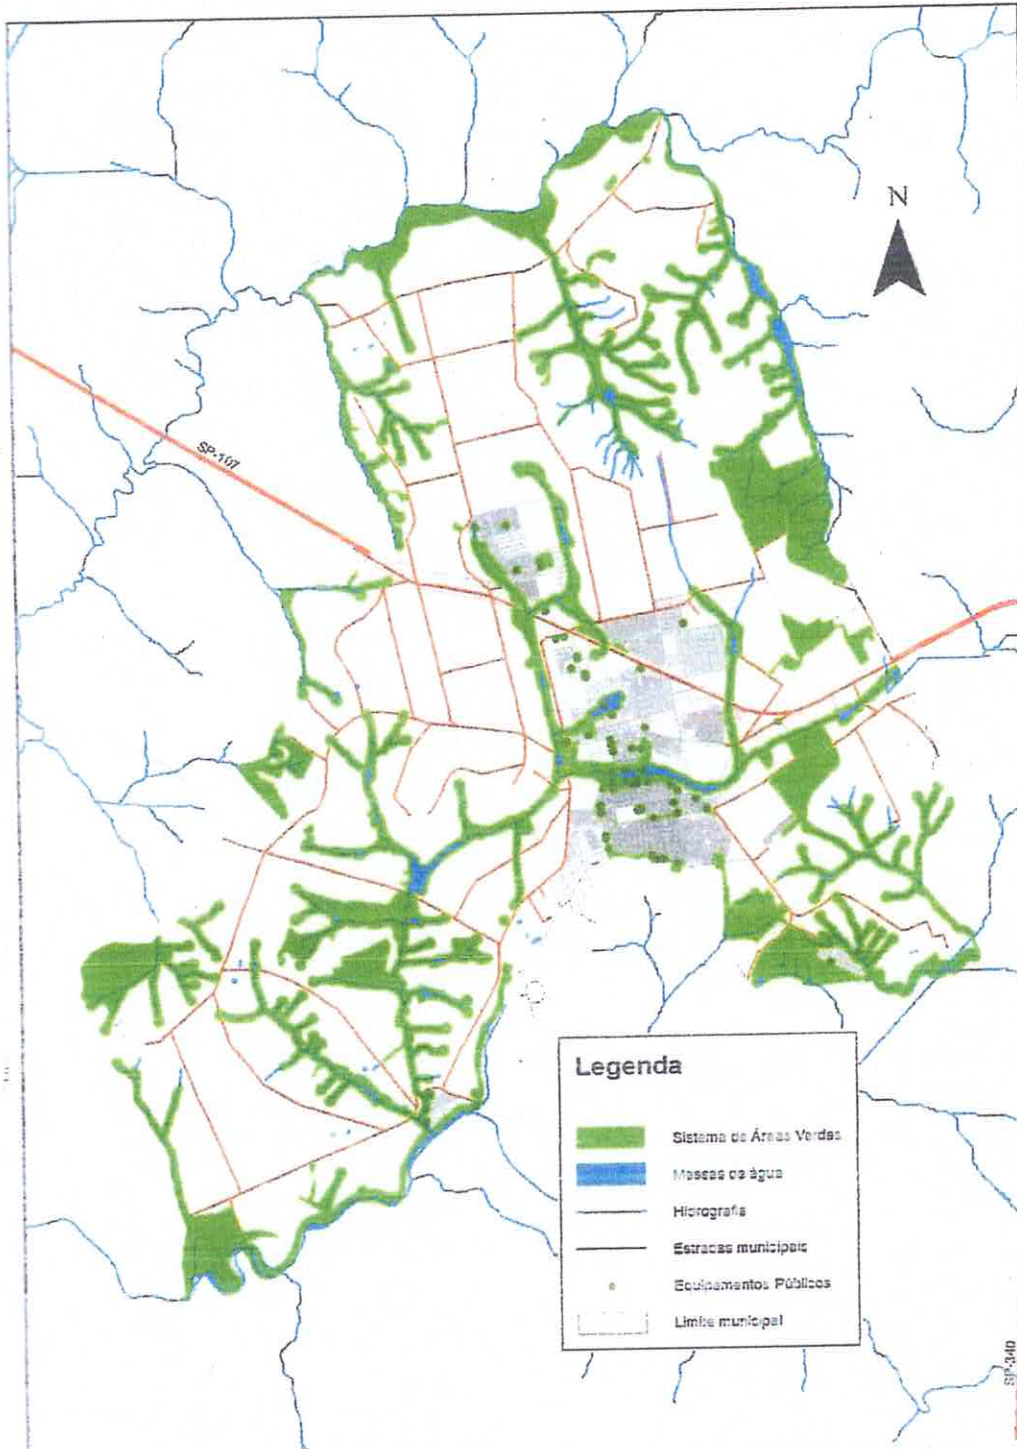 N
SP-107
Legenda
Sistema de Áreas Verdes
Massas de água
Hidrografia
Estradas municipais
Equipamentos Públicos
Limite municipal
SP-340